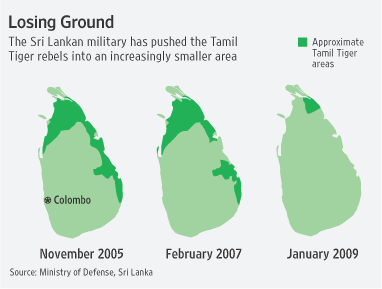 Losing Ground
The Sri Lankan military has pushed the Tamil
Tiger rebels into an increasingly smaller area
Approximate
Tamil Tiger
areas
Colombo
November 2005
February 2007
January 2009
Source: Ministry of Defense, Sri Lanka